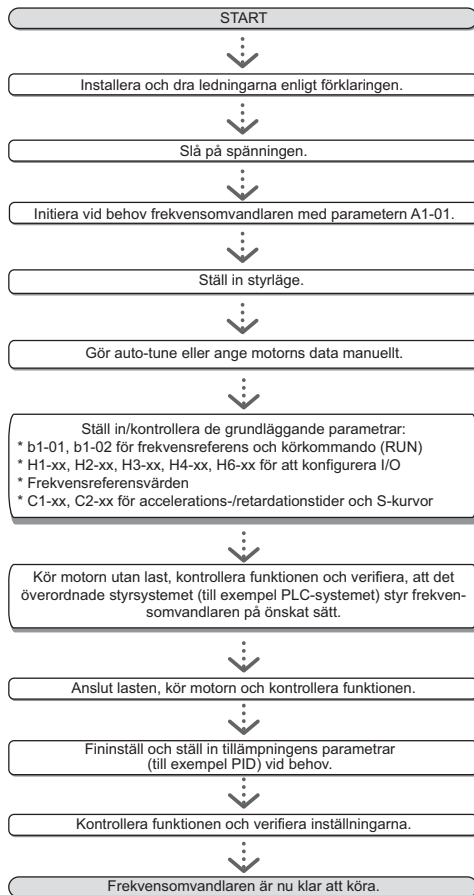 START
Installera och dra ledningarna enligt förklaringen.
Slå på spänningen.
Initiera vid behov frekvensomvandlaren med parametern A1-01.
Ställ in styrläge.
Gör auto-tune eller ange motorns data manuellt.
Ställ in/kontrollera de grundläggande parametrar:
* b1-01, b1-02 för frekvensreferens och körkommando (RUN)
* H1-xx, H2-xx, H3-xx, H4-xx, H6-xx för att konfigurera I/O
* Frekvensreferensvärden
* C1-xx, C2-xx för accelerations-/retardationstider och S-kurvor
Kör motorn utan last, kontrollera funktionen och verifiera, att det
överordnade styrsystemet (till exempel PLC-systemet) styr frekven-
somvandlaren på önskat sätt.
Anslut lasten, kör motorn och kontrollera funktionen.
Fininställ och ställ in tillämpningens parametrar
(till exempel PID) vid behov.
Kontrollera funktionen och verifiera inställningarna.
Frekvensomvandlaren är nu klar att köra.